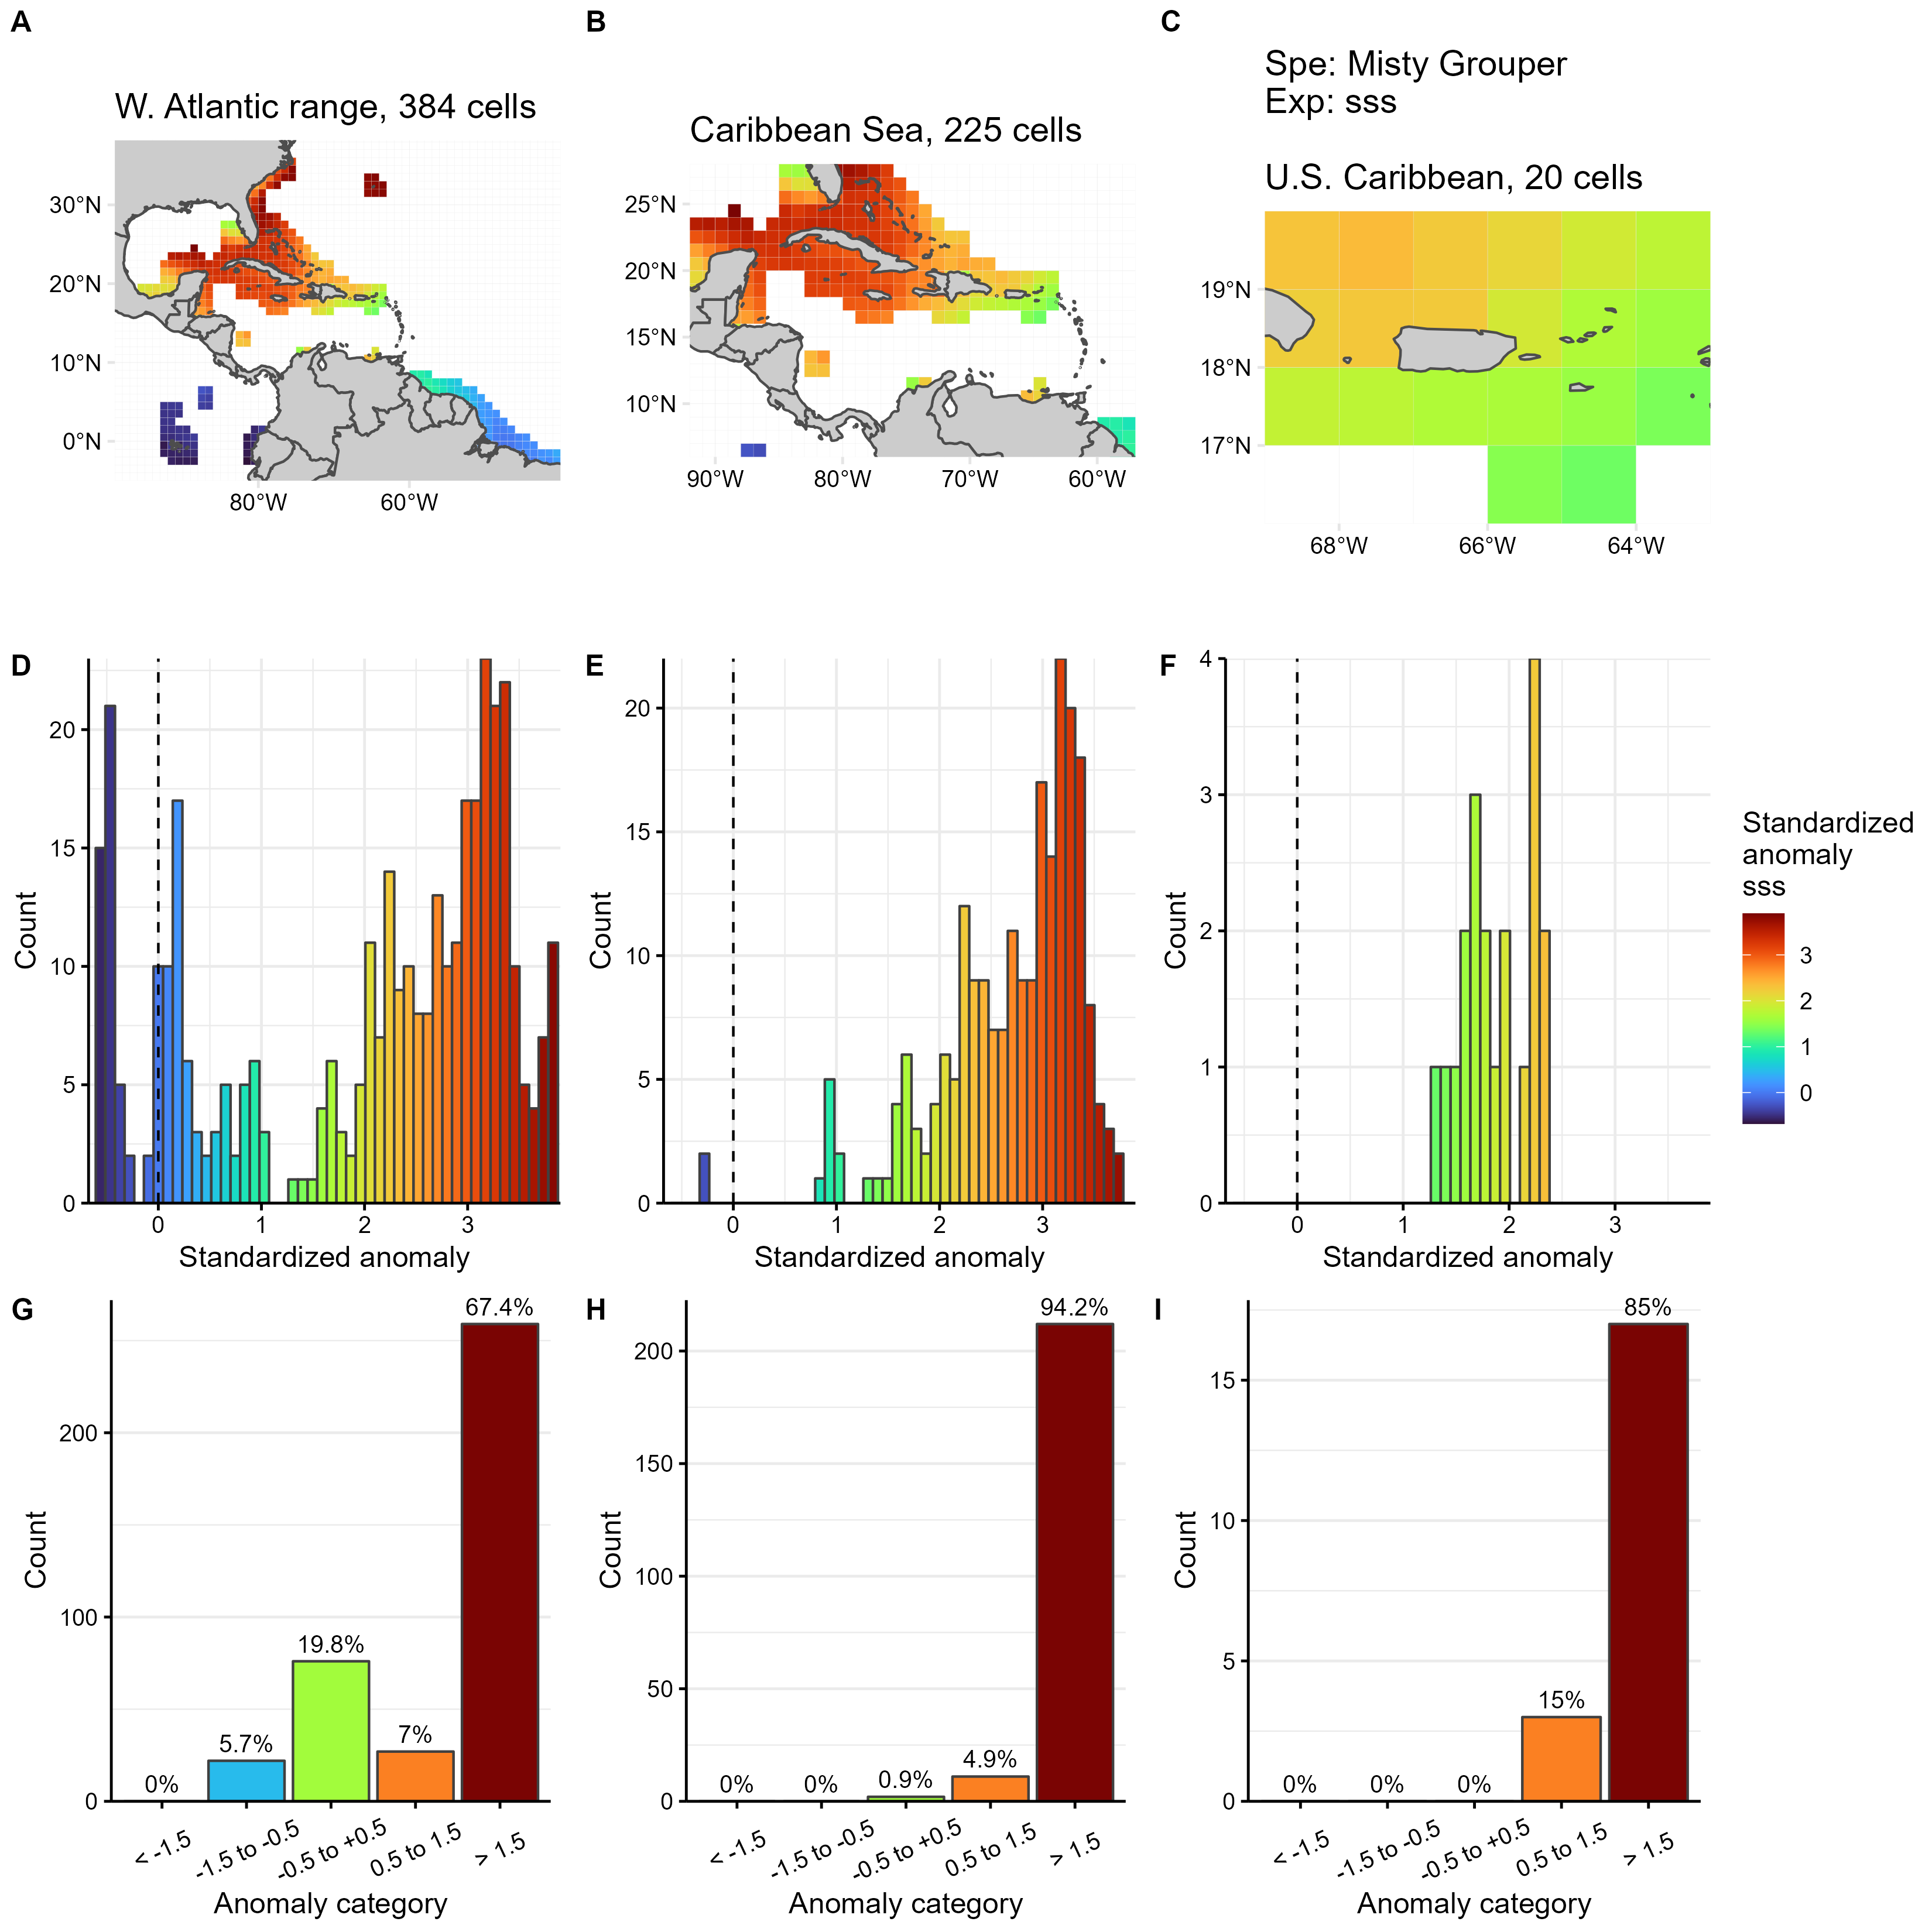 A
B
C
Spe: Misty Grouper
Exp: sss
W. Atlantic range, 384 cells
Caribbean Sea, 225 cells
U.S. Caribbean, 20 cells
30°N
20°N
10°N
0°N
80°W
60°W
25°N
20°N
15°N
10°N
90°W
80°W
70°W
60°W
19°N
18°N
17°N
68°W
66°W
64°W
D
Count
20
15
10
5
0
0
1
2
3
Standardized anomaly
E
Count
20
15
10
5
0
0
1
2
3
Standardized anomaly
F
Count
4
3
2
1
0
0
1
2
3
Standardized anomaly
Standardized
anomaly
sss
3
2
1
0
G
Count
200
100
0
0%
5.7%
19.8%
7%
67.4%
< -1.5
-1.5 to -0.5
-0.5 to +0.5
0.5 to 1.5
> 1.5
Anomaly category
H
Count
200
150
100
50
0
0%
0%
0.9%
4.9%
94.2%
< -1.5
-1.5 to -0.5
-0.5 to +0.5
0.5 to 1.5
> 1.5
Anomaly category
I
Count
15
10
5
0
0%
0%
0%
15%
85%
< -1.5
-1.5 to -0.5
-0.5 to +0.5
0.5 to 1.5
> 1.5
Anomaly category